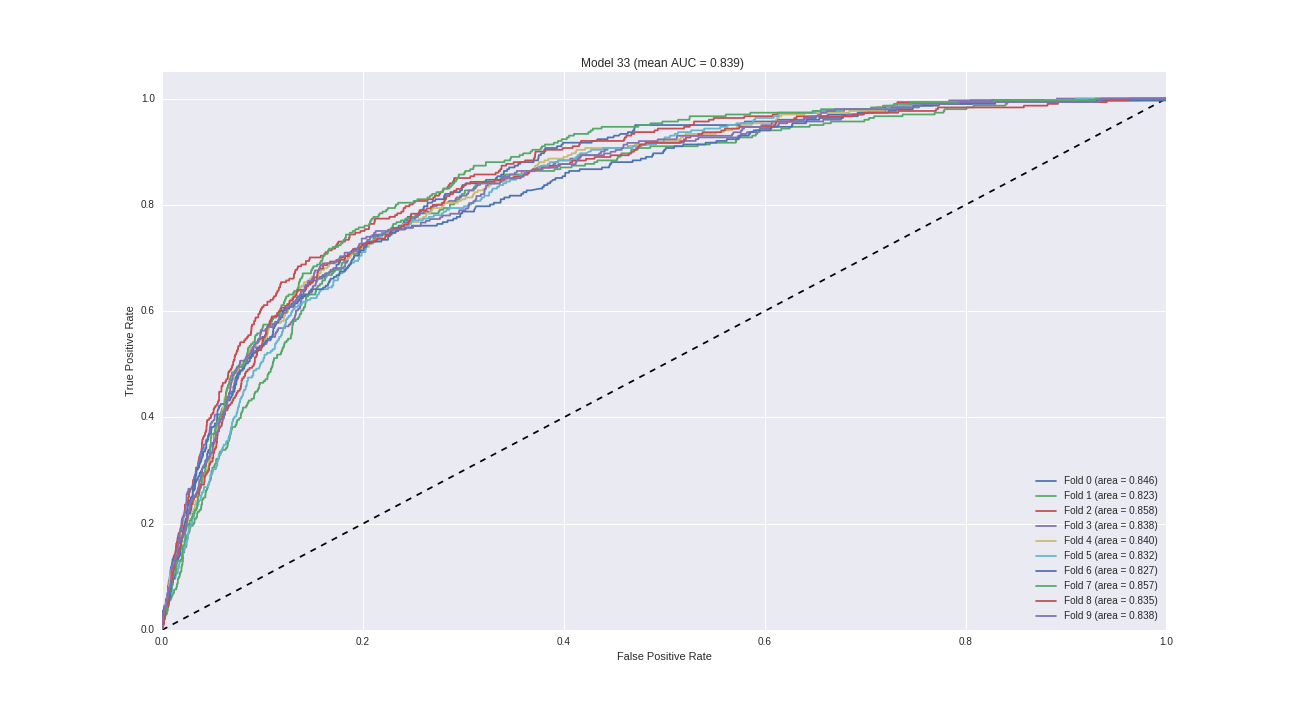 Model 33 (mean AUC = 0.839)
1.0
0.8
0.6
0.4
0.2
0.0
True Positive Rate
0.0
0.2
0.4
0.6
0.8
1.0
False Positive Rate
Fold 0 (area = 0.846)
Fold 1 (area = 0.823)
Fold 2 (area = 0.858)
Fold 3 (area = 0.838)
Fold 4 (area = 0.840)
Fold 5 (area = 0.832)
Fold 6 (area = 0.827)
Fold 7 (area = 0.857)
Fold 8 (area = 0.835)
Fold 9 (area = 0.838)